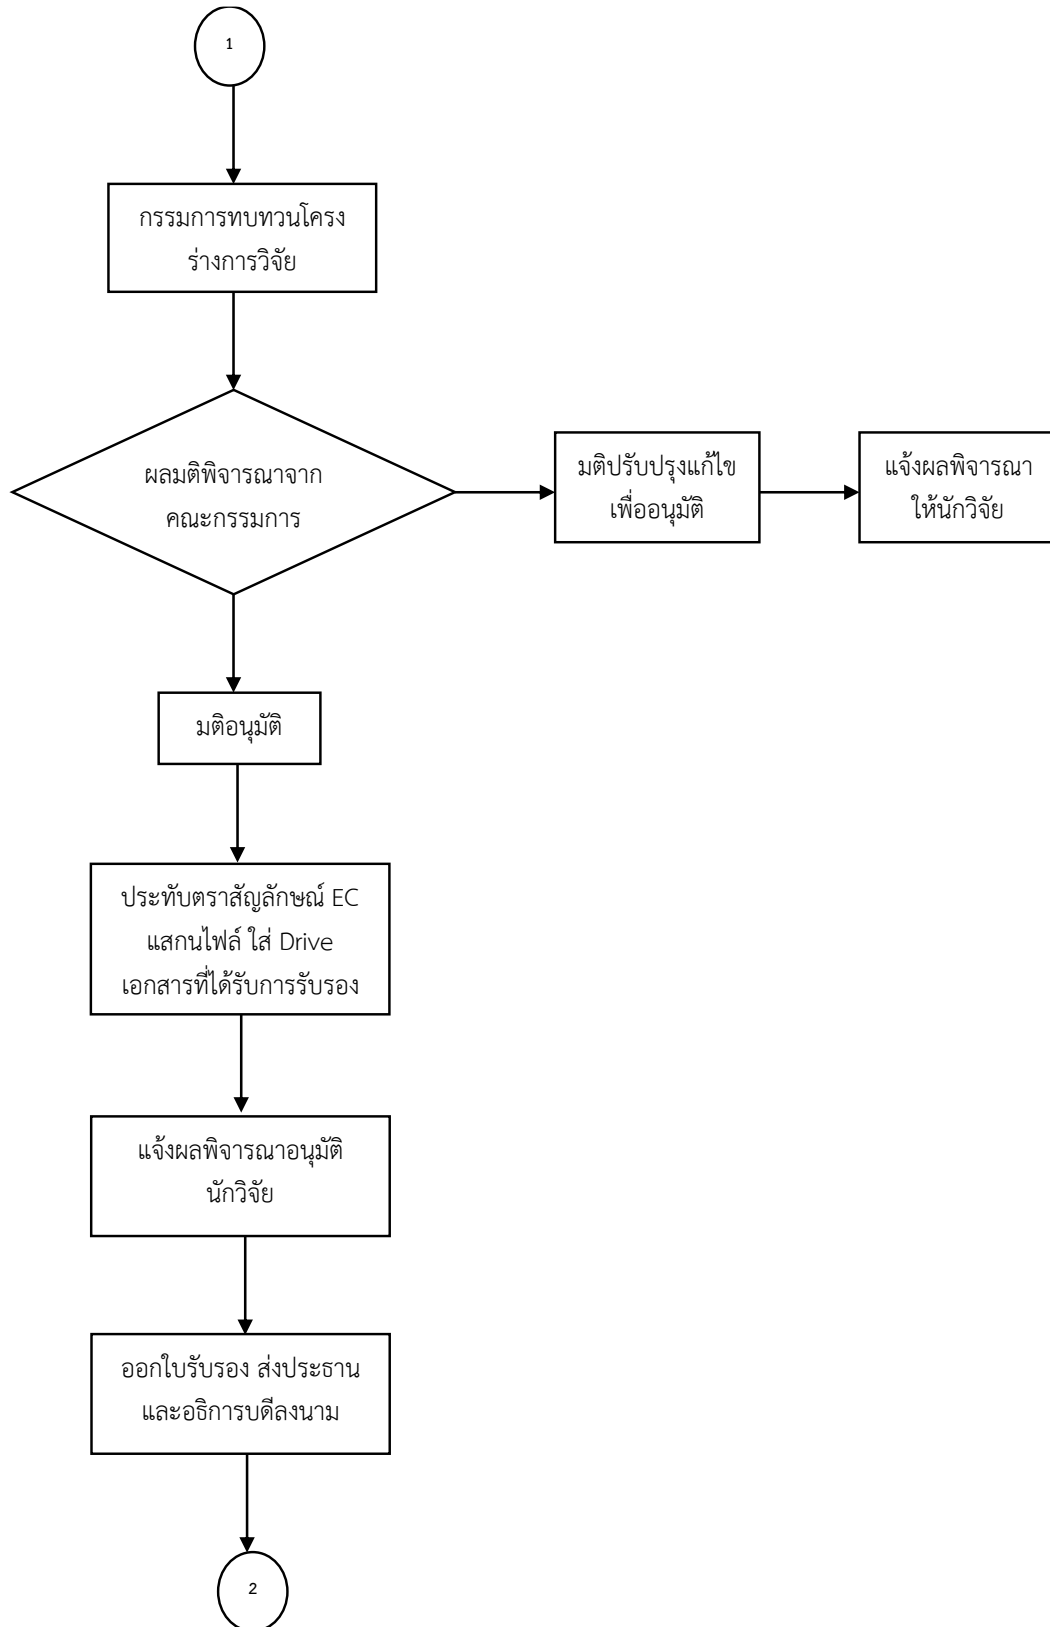 1
กรรมการทบทวนโครง
ร่างการวิจัย
ผลมติพิจารณาจาก
คณะกรรมการ
มติปรับปรุงแก้ไข
เพื่ออนุมัติ
แจ้งผลพิจารณา
ให้นักวิจัย
มติอนุมัติ
ประทับตราสัญลักษณ์ EC
แสกนไฟล์ ใส่ Drive
เอกสารที่ได้รับการรับรอง
แจ้งผลพิจารณาอนุมัติ
นักวิจัย
ออกใบรับรอง ส่งประธาน
และอธิการบดีลงนาม
2